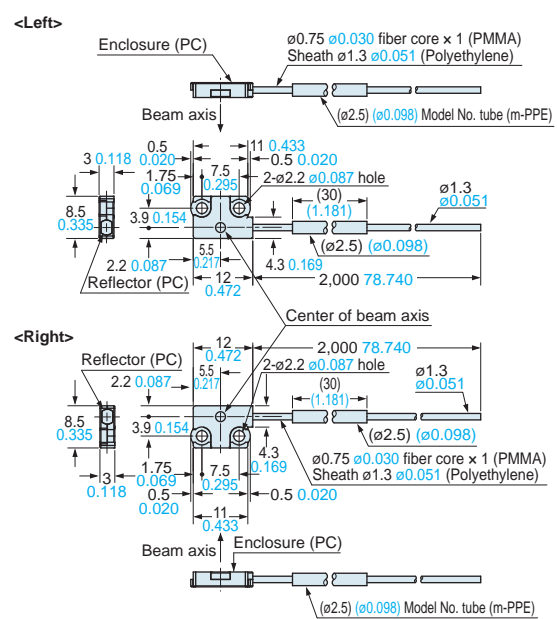 <Left>
Enclosure (PC)
ø0.75 ø0.030 fiber core × 1 (PMMA)
Sheath ø1.3 ø0.051 (Polyethylene)
(ø2.5) (ø0.098) Model No. tube (m-PPE)
Beam axis
0.5
0.020
11 0.433
3 0.118
1.75
0.069
7.5
0.295
0.5 0.020
2-ø2.2 ø0.087 hole
(30)
(1.181)
ø1.3
ø0.051
8.5
0.335
3.9 0.154
(ø2.5) (ø0.098)
5.5
0.217
4.3 0.169
2.2 0.087
Reflector (PC)
12
0.472
2,000 78.740
Center of beam axis
<Right>
12
0.472
2,000 78.740
Reflector (PC)
5.5
0.217
2-ø2.2 ø0.087 hole
2.2 0.087
(30)
(1.181)
ø1.3
ø0.051
8.5
0.335
3.9 0.154
(ø2.5) (ø0.098)
4.3
0.169
ø0.75 ø0.030 fiber core × 1 (PMMA)
Sheath ø1.3 ø0.051 (Polyethylene)
3
0.118
1.75
0.069
7.5
0.295
0.5
0.020
0.5 0.020
11
0.433
Beam axis
Enclosure (PC)
(ø2.5) (ø0.098) Model No. tube (m-PPE)